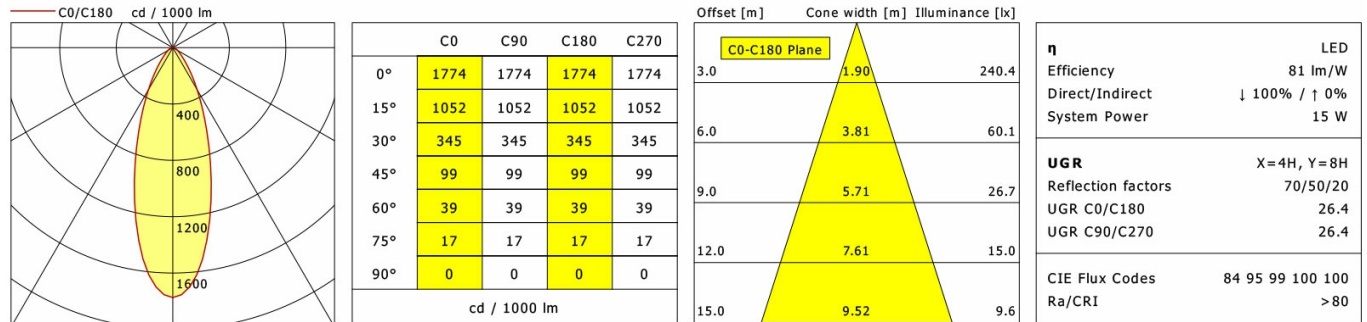 C0/C180 cd / 1000 lm
400
800
1200
1600
C0 C90 C180 C270
0° 1774 1774 1774 1774
15° 1052 1052 1052 1052
30° 345 345 345 345
45° 99 99 99 99
60° 39 39 39 39
75° 17 17 17 17
90° 0 0 0 0
cd / 1000 lm
Offset [m] Cone width [m] Illuminance [lx]
C0-C180 Plane
3.0 1.90 240.4
6.0 3.81 60.1
9.0 5.71 26.7
12.0 7.61 15.0
15.0 9.52 9.6
η LED
Efficiency 81 lm/W
Direct/Indirect ↓ 100% / ↑ 0%
System Power 15 W
UGR X=4H, Y=8H
Reflection factors 70/50/20
UGR C0/C180 26.4
UGR C90/C270 26.4
CIE Flux Codes 84 95 99 100 100
Ra/CRI >80